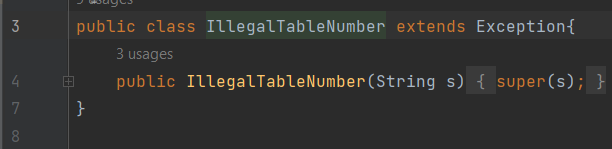 3 public class IllegalTableNumber extends Exception{
3 usages
4 public IllegalTableNumber(String s) { super(s); }
7 }
8